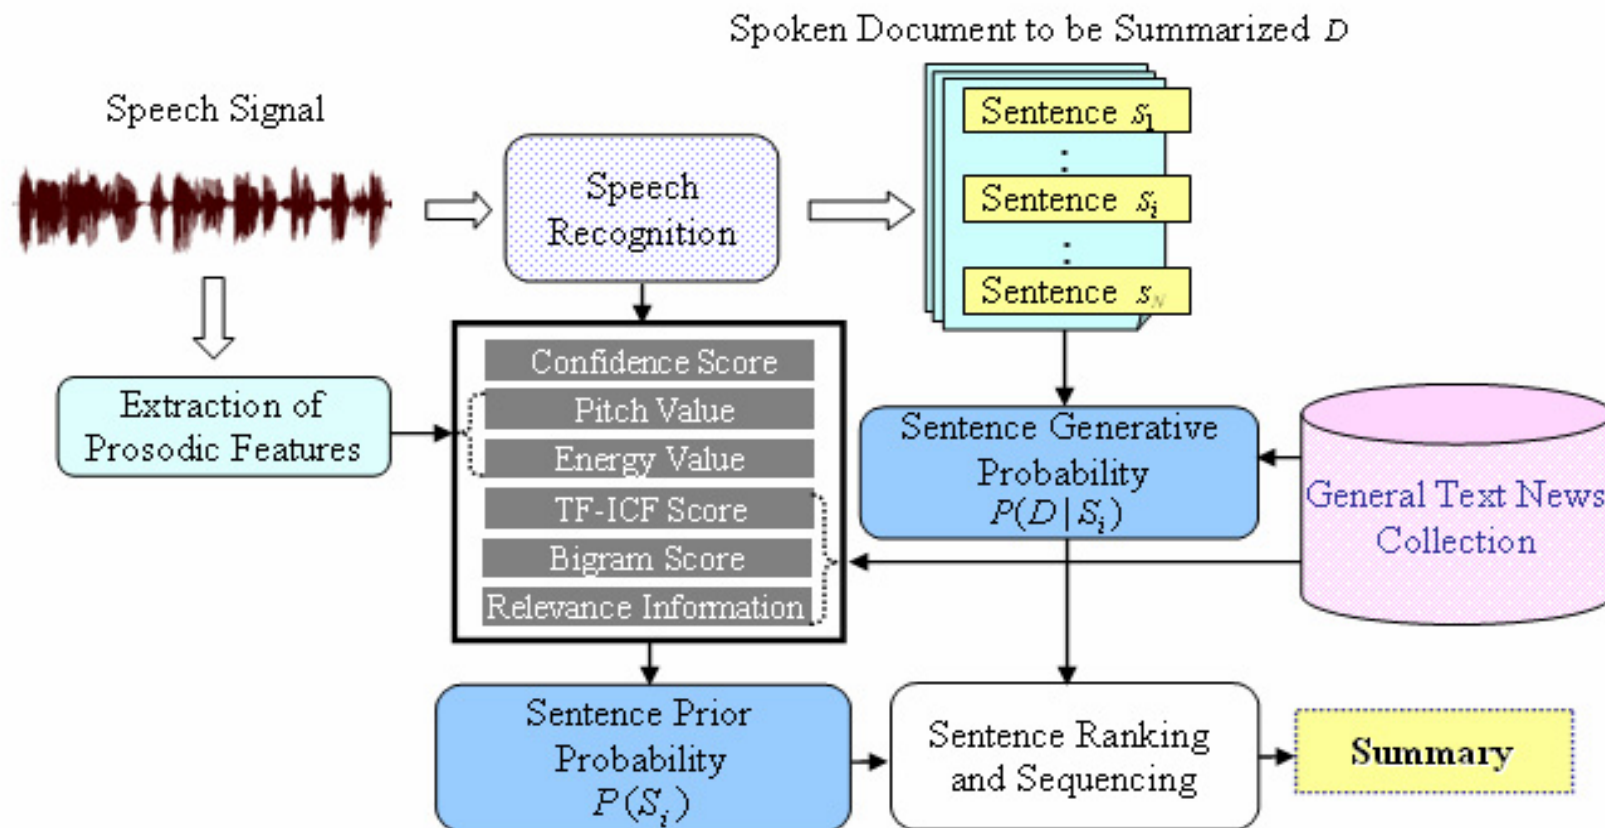 Spoken Document to be Summarized D
Speech Signal
Sentence s1
Speech
Recognition
Sentence si
Sentence sN
Confidence Score
Pitch Value
Energy Value
TF-ICF Score
Bigram Score
Relevance Information
Extraction of
Prosodic Features
Sentence Generative
Probability
P(D|Si)
General Text News
Collection
Sentence Prior
Probability
P(Si)
Sentence Ranking
and Sequencing
Summary